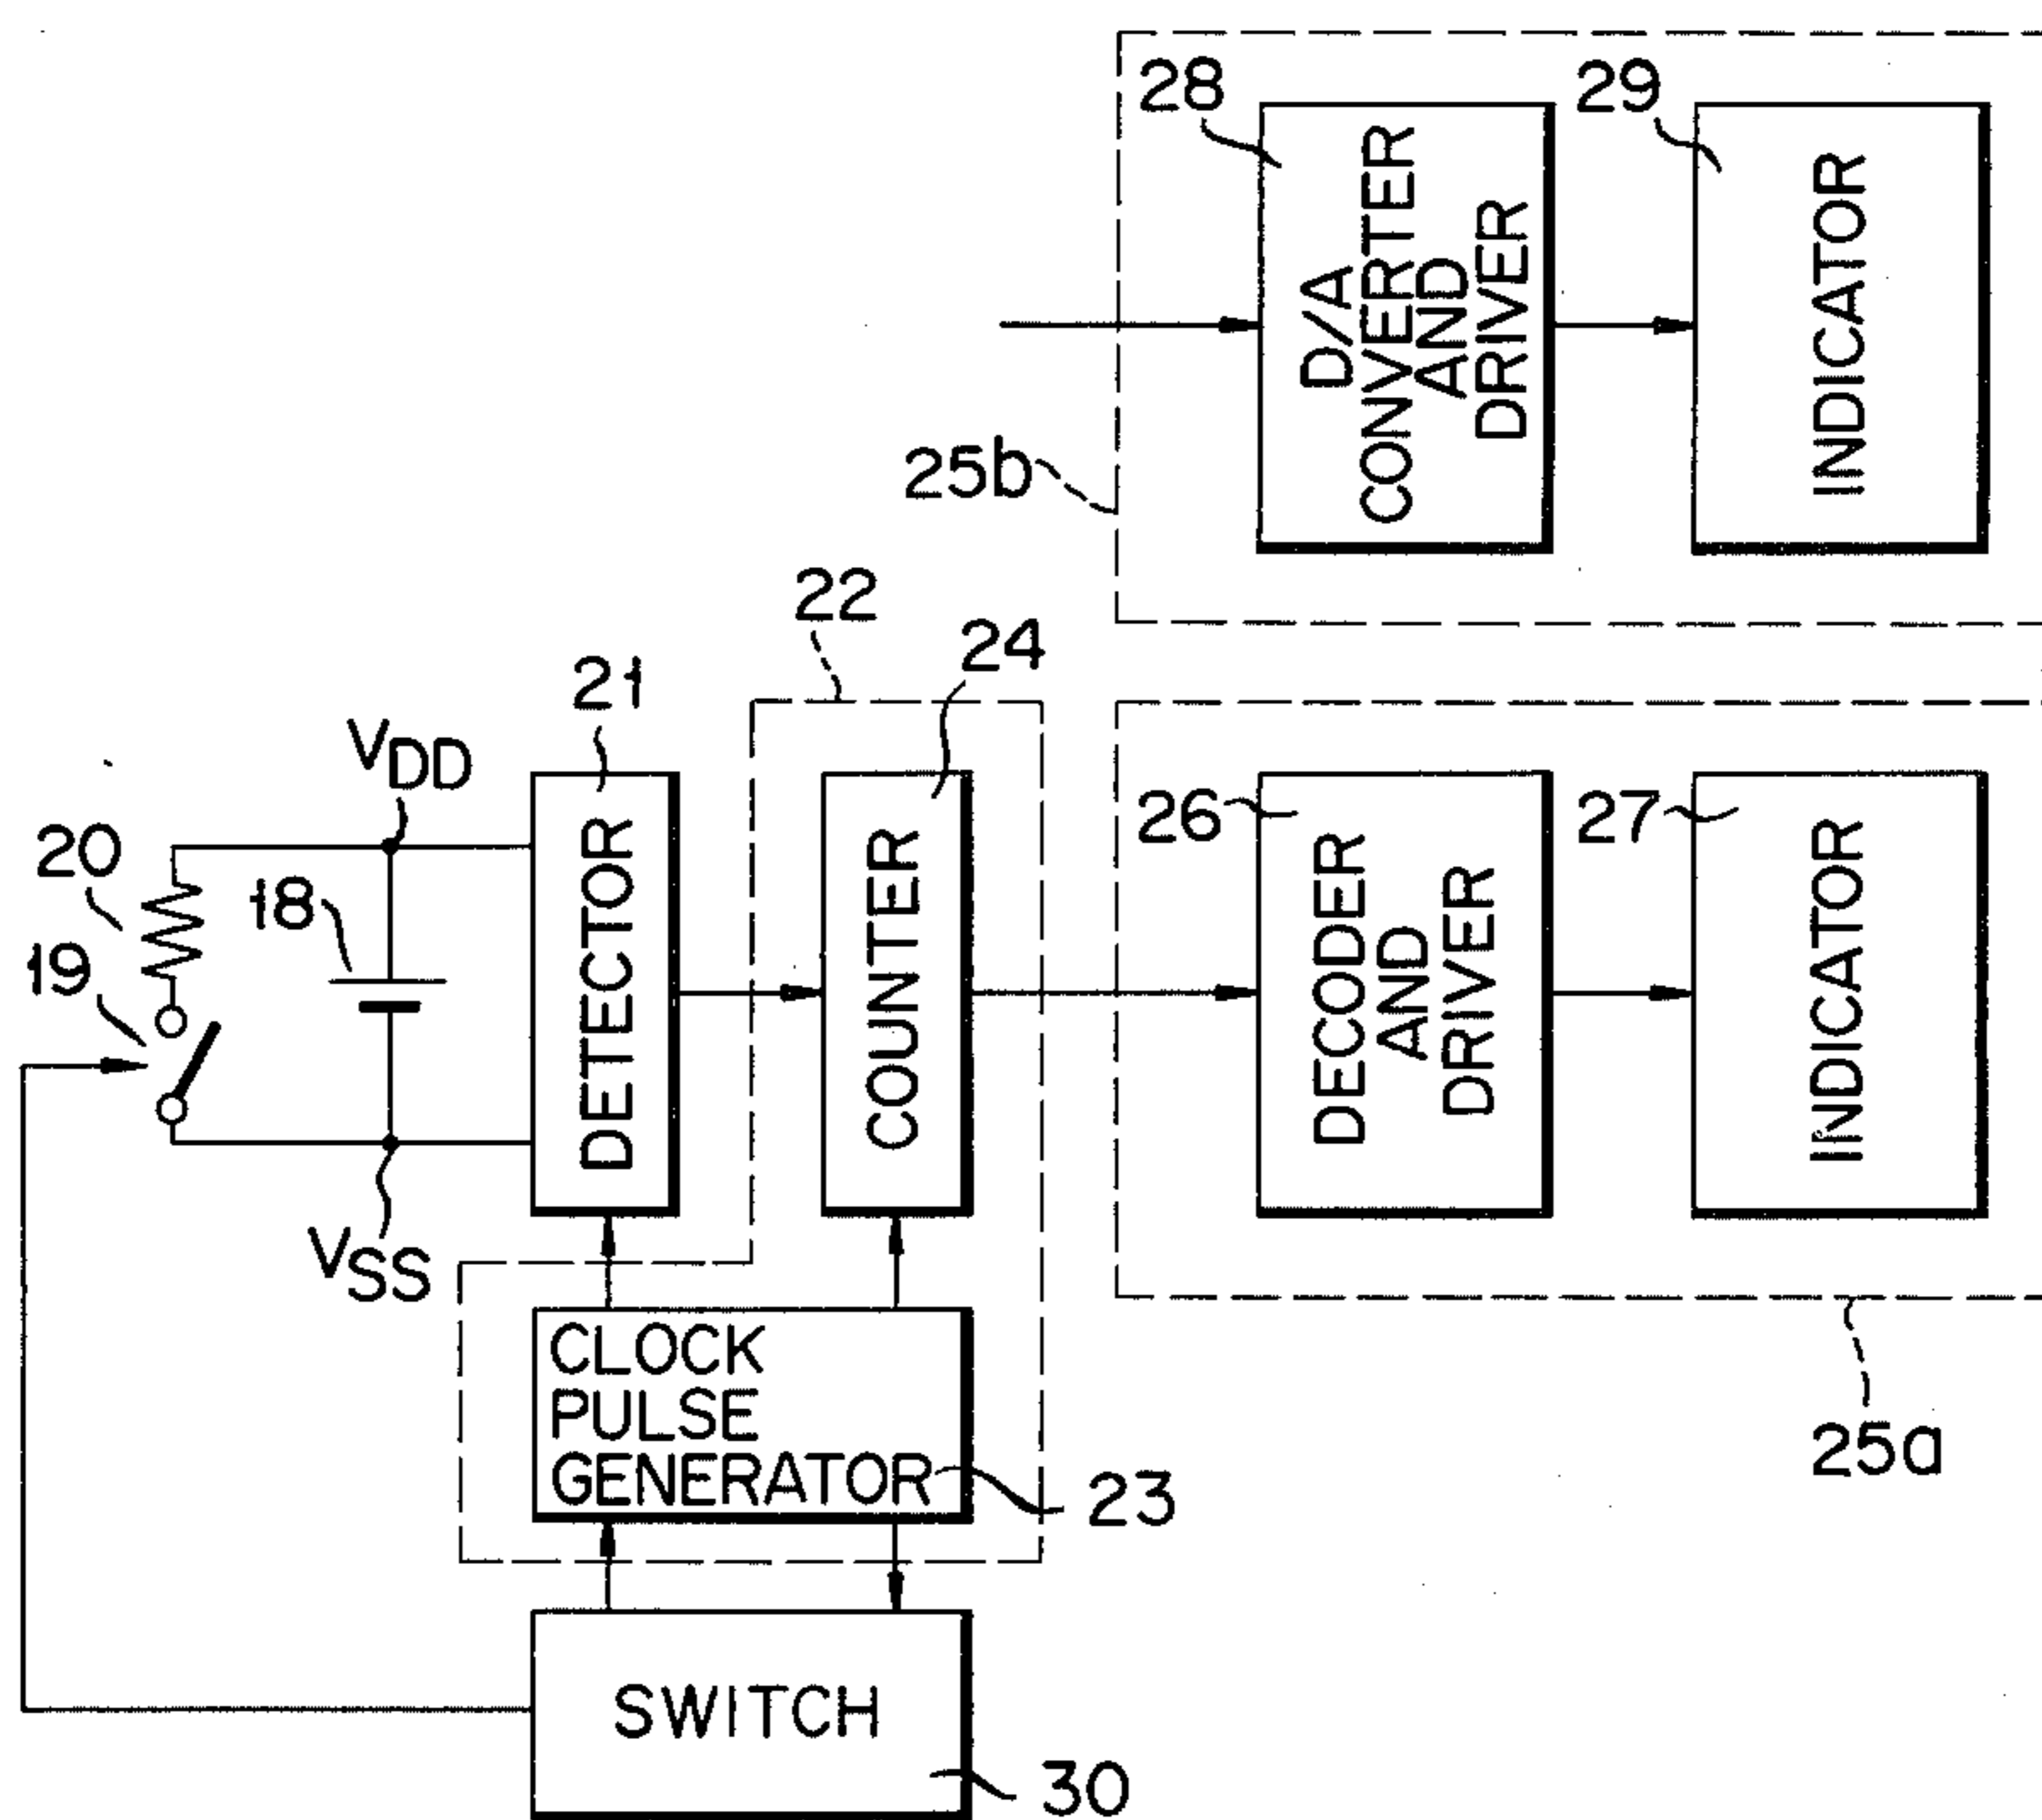 28
29
D/A
CONVERTER
AND
DRIVER
INDICATOR
25b
22
24
21
VDD
20
18
19
DETECTOR
COUNTER
26
27
DECODER
AND
DRIVER
INDICATOR
VSS
CLOCK
PULSE
GENERATOR
23
25a
SWITCH
30